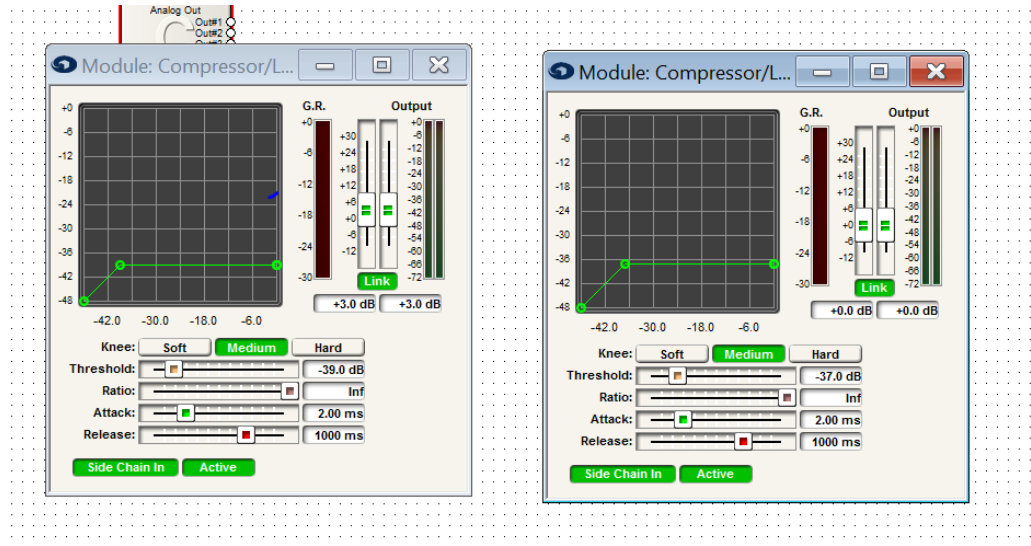 Analog Out
Out#1
Out#2
Module: Compressor/L...
G.R. Output
+0
-6
-12
-18
-24
-30
-36
-42
-48
-42.0 -30.0 -18.0 -6.0
+0
-6
-12
-18
-24
-30
+30
+24
+18
+12
+6
+0
-6
-12
+0
-6
-12
-18
-24
-30
-36
-42
-48
-54
-60
-66
-72
Link
+3.0 dB +3.0 dB
Knee: Soft Medium Hard
Threshold: -39.0 dB
Ratio: Inf
Attack: 2.00 ms
Release: 1000 ms
Side Chain In Active
Module: Compressor/L...
G.R. Output
+0
-6
-12
-18
-24
-30
-36
-42
-48
-42.0 -30.0 -18.0 -6.0
+0
-6
-12
-18
-24
-30
+30
+24
+18
+12
+6
+0
-6
-12
+0
-6
-12
-18
-24
-30
-36
-42
-48
-54
-60
-66
-72
Link
+0.0 dB +0.0 dB
Knee: Soft Medium Hard
Threshold: -37.0 dB
Ratio: Inf
Attack: 2.00 ms
Release: 1000 ms
Side Chain In Active